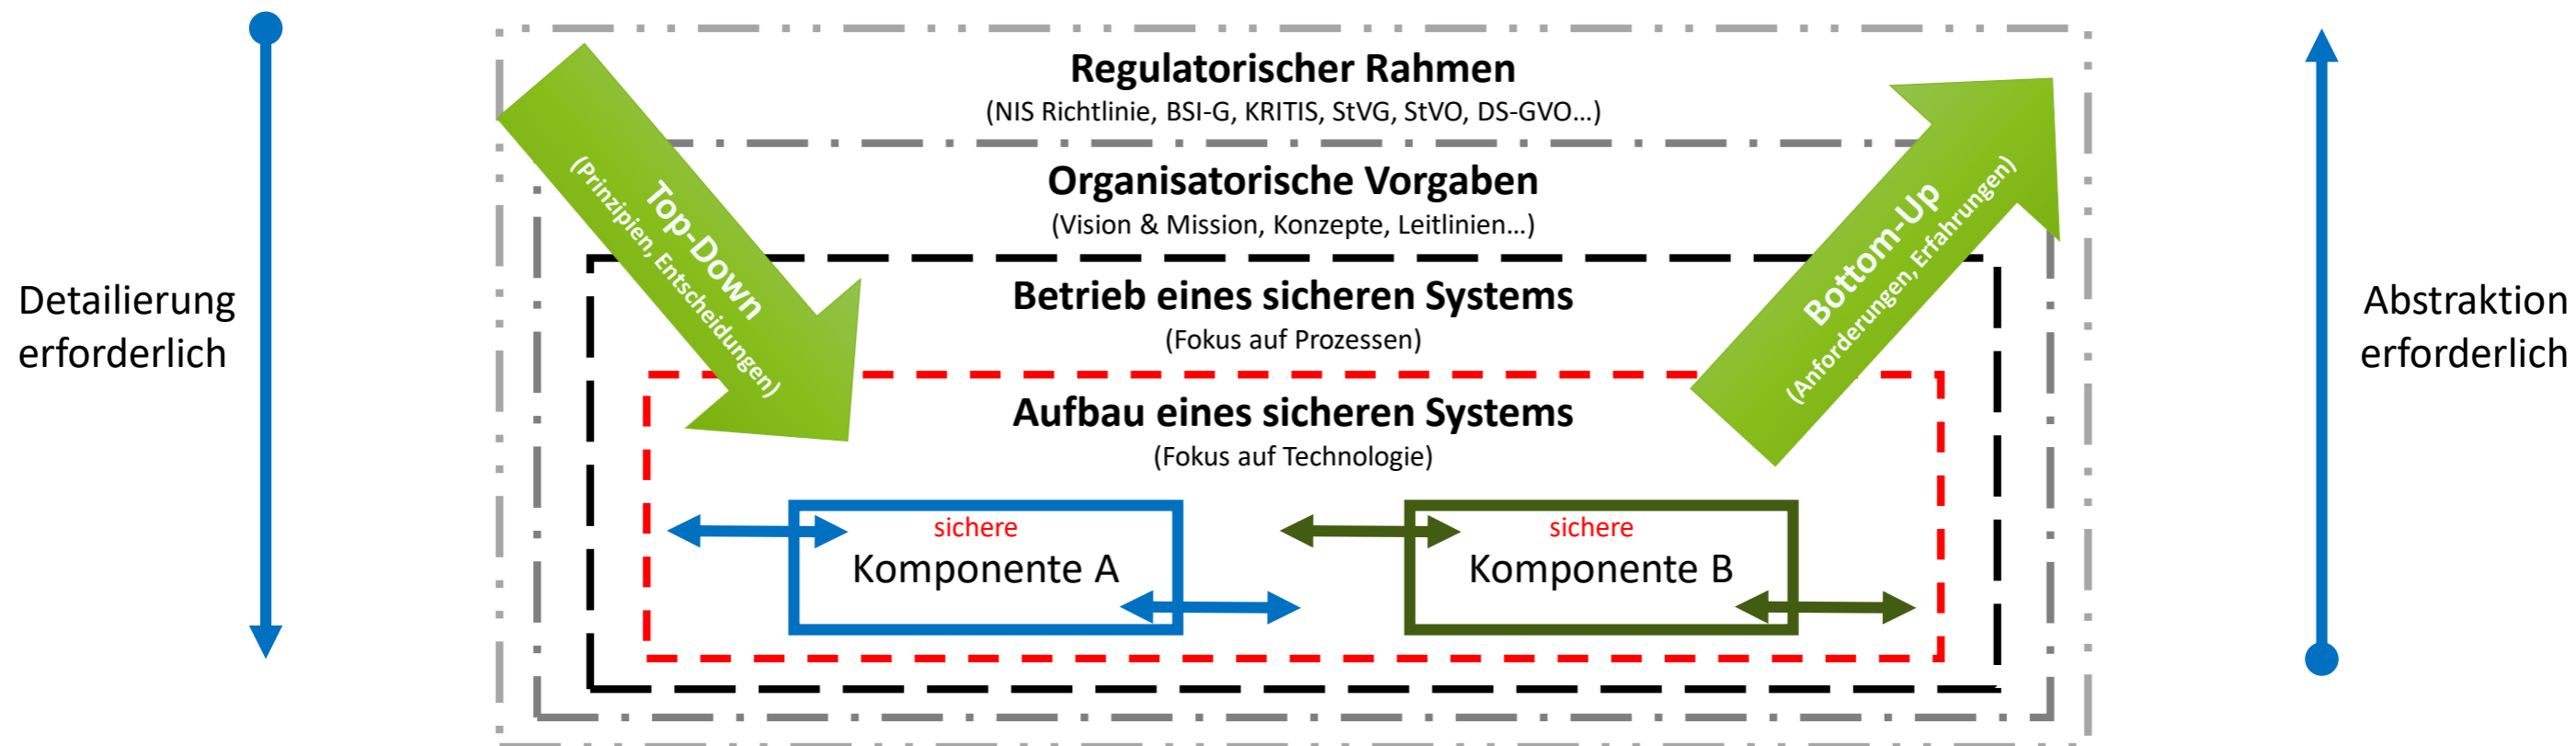 Regulatorischer Rahmen
(NIS Richtlinie, BSI-G, KRITIS, StVG, StVO, DS-GVO…)
Organisatorische Vorgaben
(Vision & Mission, Konzepte, Leitlinien…)
Top-Down
(Prinzipien, Entscheidungen)
Bottom-Up
(Anforderungen, Erfahrungen)
Detailierung
erforderlich
Betrieb eines sicheren Systems
(Fokus auf Prozessen)
Abstraktion
erforderlich
Aufbau eines sicheren Systems
(Fokus auf Technologie)
sichere
Komponente A
sichere
Komponente B